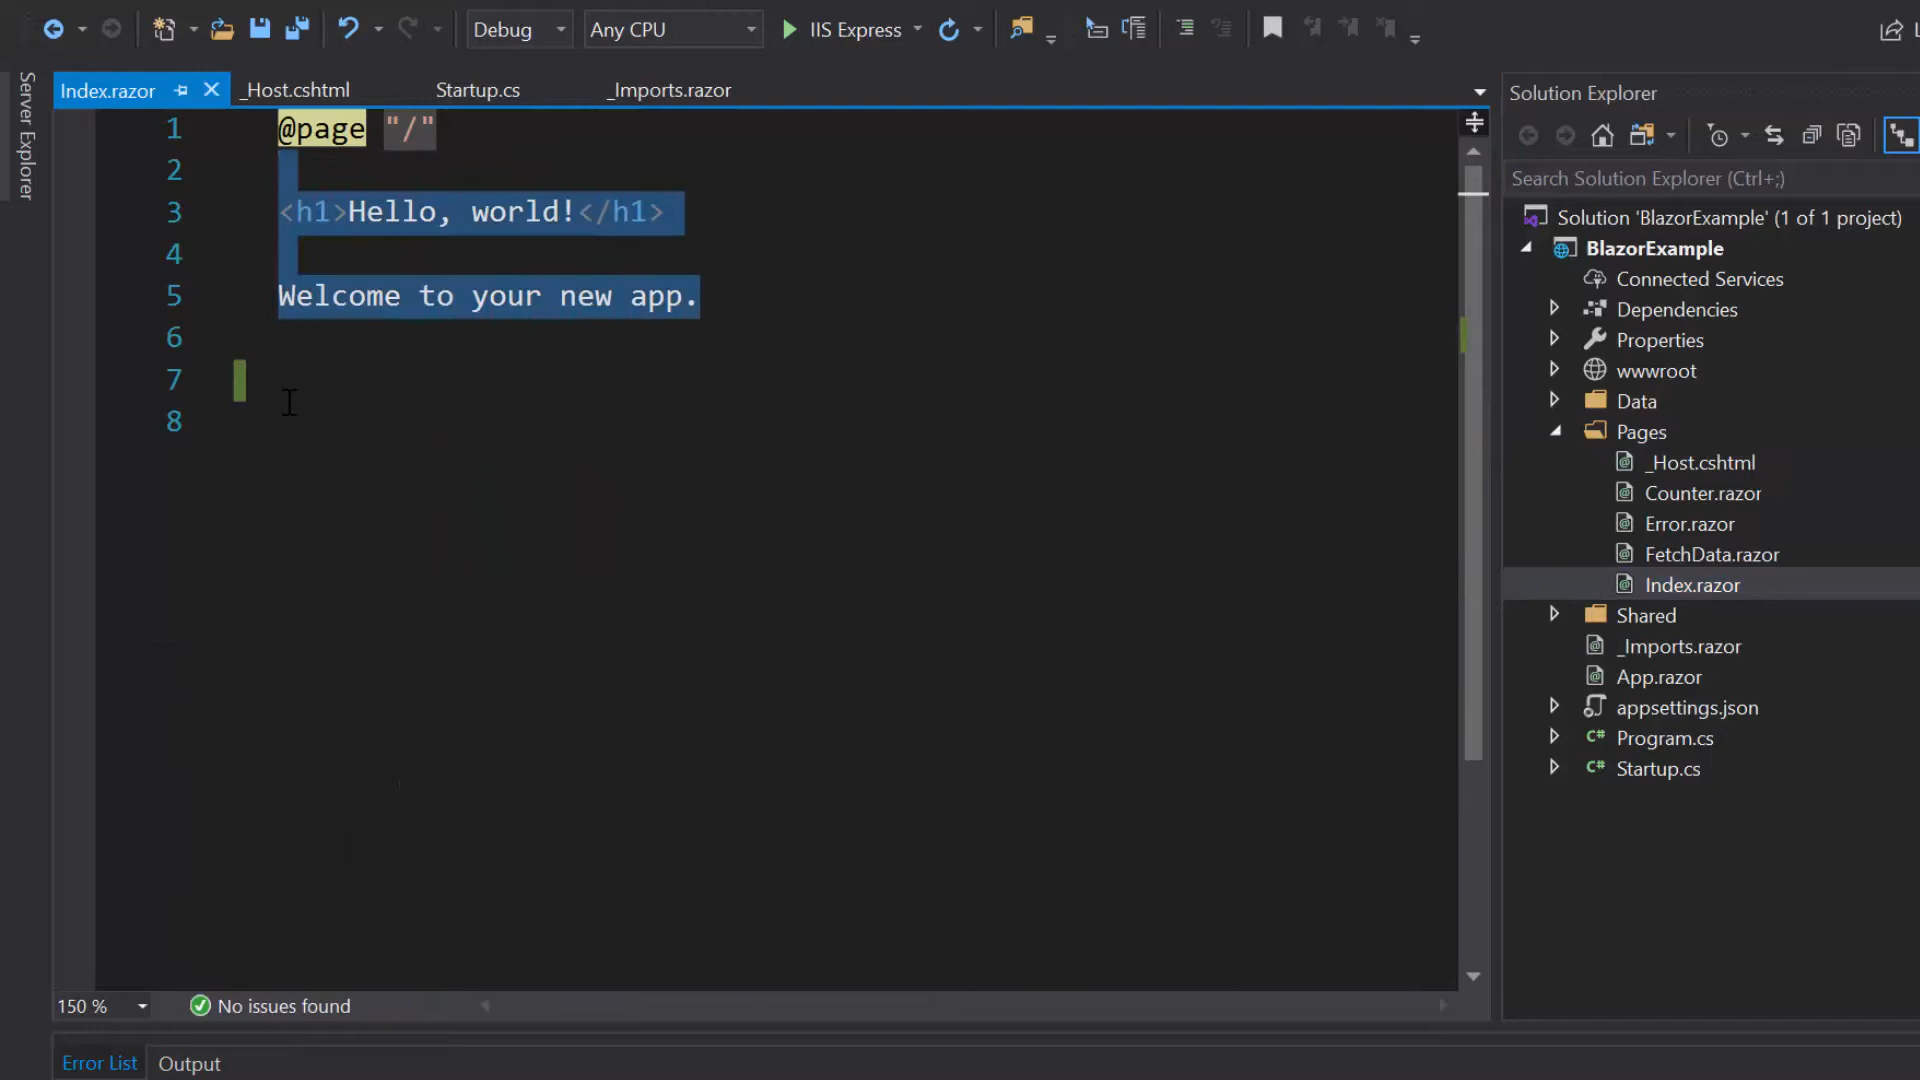 Debug
Any CPU
IIS Express
Server Explorer
Index.razor
_Host.cshtml
Startup.cs
_Imports.razor
1 @page "/"
2
3 <h1>Hello, world!</h1>
4
5 Welcome to your new app.
6
7
8
150 %
No issues found
Error List
Output
Solution Explorer
Search Solution Explorer (Ctrl+;)
Solution 'BlazorExample' (1 of 1 project)
BlazorExample
Connected Services
Dependencies
Properties
wwwroot
Data
Pages
_Host.cshtml
Counter.razor
Error.razor
FetchData.razor
Index.razor
Shared
_Imports.razor
App.razor
appsettings.json
C# Program.cs
C# Startup.cs